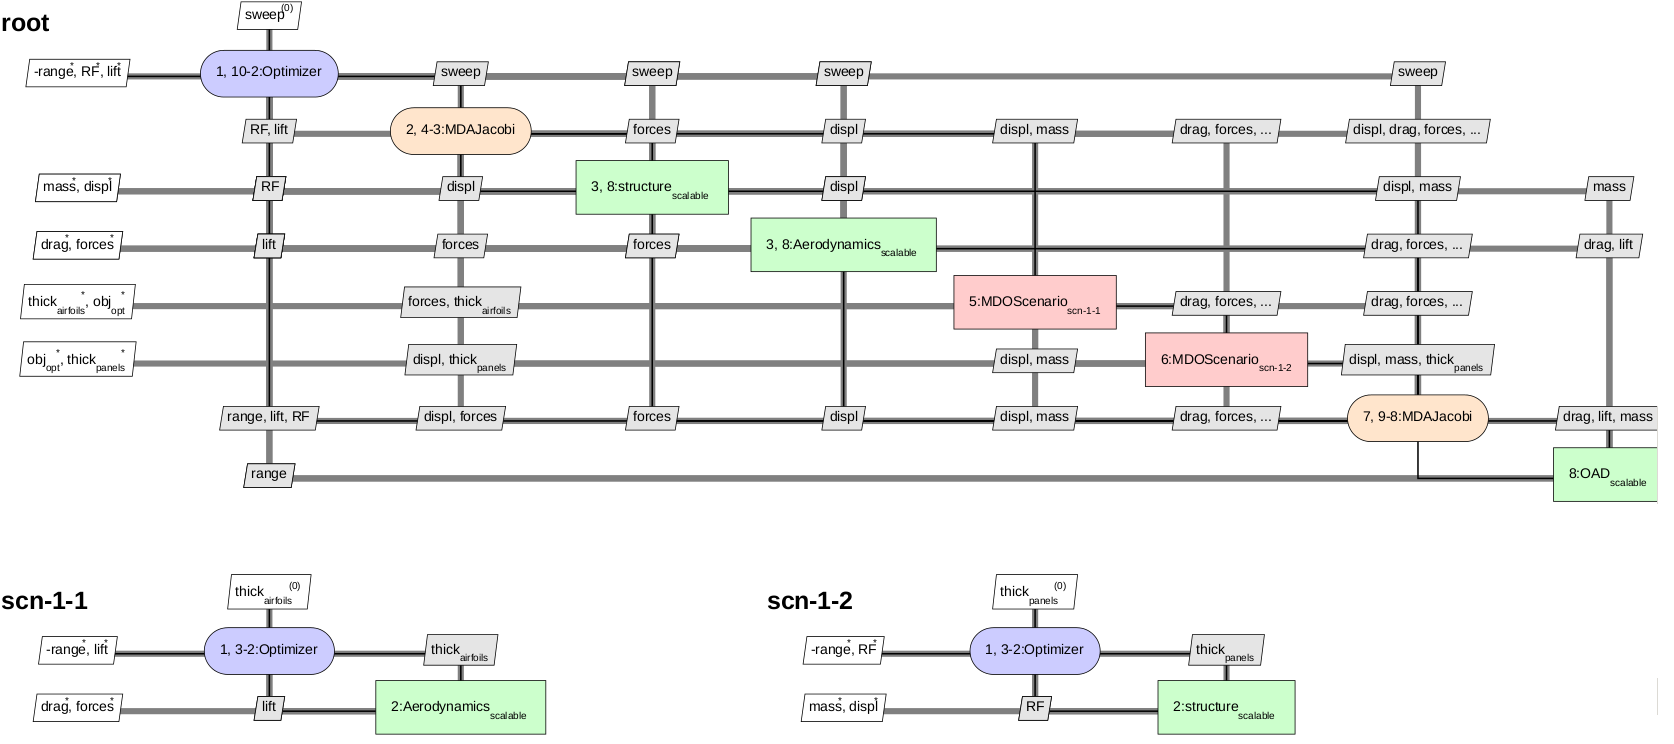 sweep(0)
root
-range*, RF*, lift*
1, 10-2:Optimizer
sweep
sweep
sweep
sweep
RF, lift
2, 4-3:MDAJacobi
forces
displ
displ, mass
drag, forces, ...
displ, drag, forces, ...
mass*, displ*
RF
displ
3, 8:structure scalable
displ
displ, mass
mass
drag*, forces*
lift
forces
forces
3, 8:Aerodynamics scalable
drag, forces, ...
drag, lift
thick airfoils*, obj opt*
forces, thick airfoils
5:MDOScenario scn-1-1
drag, forces, ...
drag, forces, ...
obj opt*, thick panels*
displ, thick panels
displ, mass
6:MDOScenario scn-1-2
displ, mass, thick panels
range, lift, RF
displ, forces
forces
displ
displ, mass
drag, forces, ...
7, 9-8:MDAJacobi
drag, lift, mass
range
8:OAD scalable
scn-1-1
thick airfoils(0)
-range*, lift*
1, 3-2:Optimizer
thick airfoils
drag*, forces*
lift
2:Aerodynamics scalable
scn-1-2
thick panels(0)
-range*, RF*
1, 3-2:Optimizer
thick panels
mass*, displ*
RF
2:structure scalable